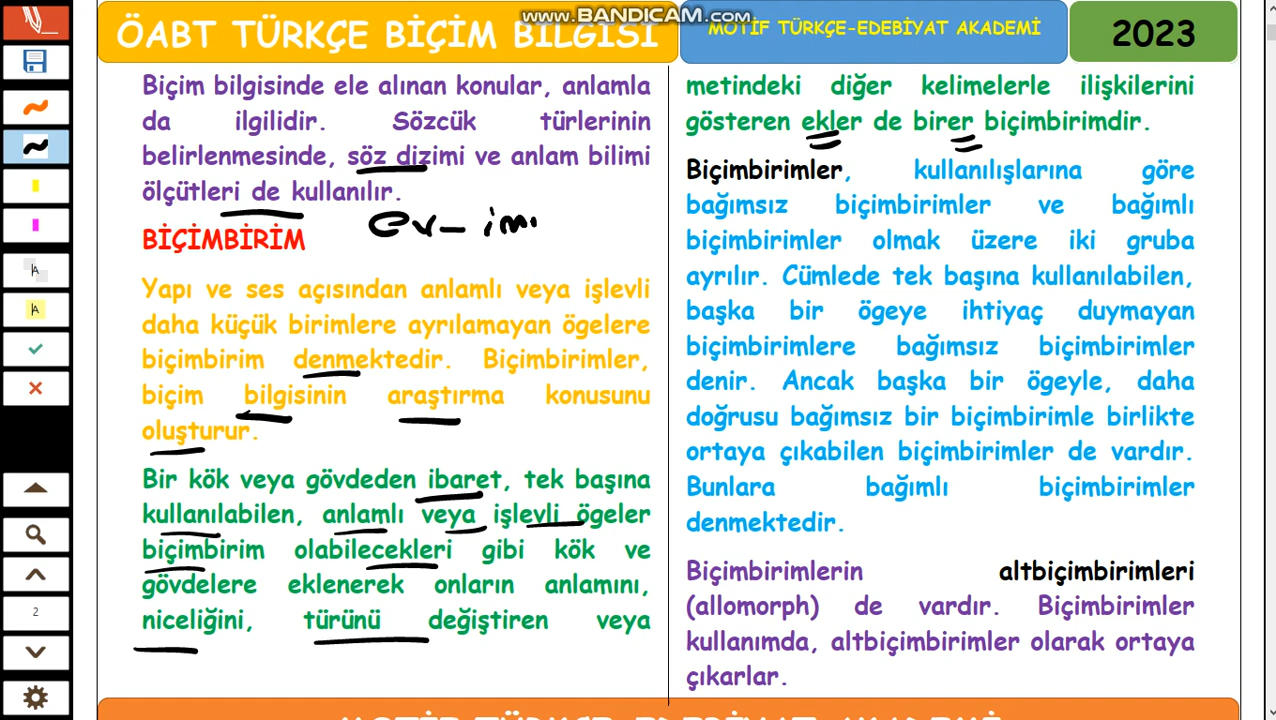 www.BANDICAM.com
ÖABT TÜRKÇE BİÇİM BİLGİSİ
MOTİF TÜRKÇE-EDEBİYAT AKADEMİ
2023
Biçim bilgisinde ele alınan konular, anlamla
da ilgilidir. Sözcük türlerinin
belirlenmesinde, söz dizimi ve anlam bilimi
ölçütleri de kullanılır.
ev-im
BİÇİMBİRİM
Yapı ve ses açısından anlamlı veya işlevli
daha küçük birimlere ayrılamayan ögelere
biçimbirim denmektedir. Biçimbirimler,
biçim bilgisinin araştırma konusunu
oluşturur.
Bir kök veya gövdeden ibaret, tek başına
kullanılabilen, anlamlı veya işlevli ögeler
biçimbirim olabilecekleri gibi kök ve
gövdelere eklenerek onların anlamını,
niceliğini, türünü değiştiren veya
metindeki diğer kelimelerle ilişkilerini
gösteren ekler de birer biçimbirimdir.
Biçimbirimler, kullanılışlarına göre
bağımsız biçimbirimler ve bağımlı
biçimbirimler olmak üzere iki gruba
ayrılır. Cümlede tek başına kullanılabilen,
başka bir ögeye ihtiyaç duymayan
biçimbirimlere bağımsız biçimbirimler
denir. Ancak başka bir ögeyle, daha
doğrusu bağımsız bir biçimbirimle birlikte
ortaya çıkabilen biçimbirimler de vardır.
Bunlara bağımlı biçimbirimler
denmektedir.
Biçimbirimlerin altbiçimbirimleri
(allomorph) de vardır. Biçimbirimler
kullanımda, altbiçimbirimler olarak ortaya
çıkarlar.
MOTİF TÜRKÇE-EDEBİYAT AKADEMİ
2